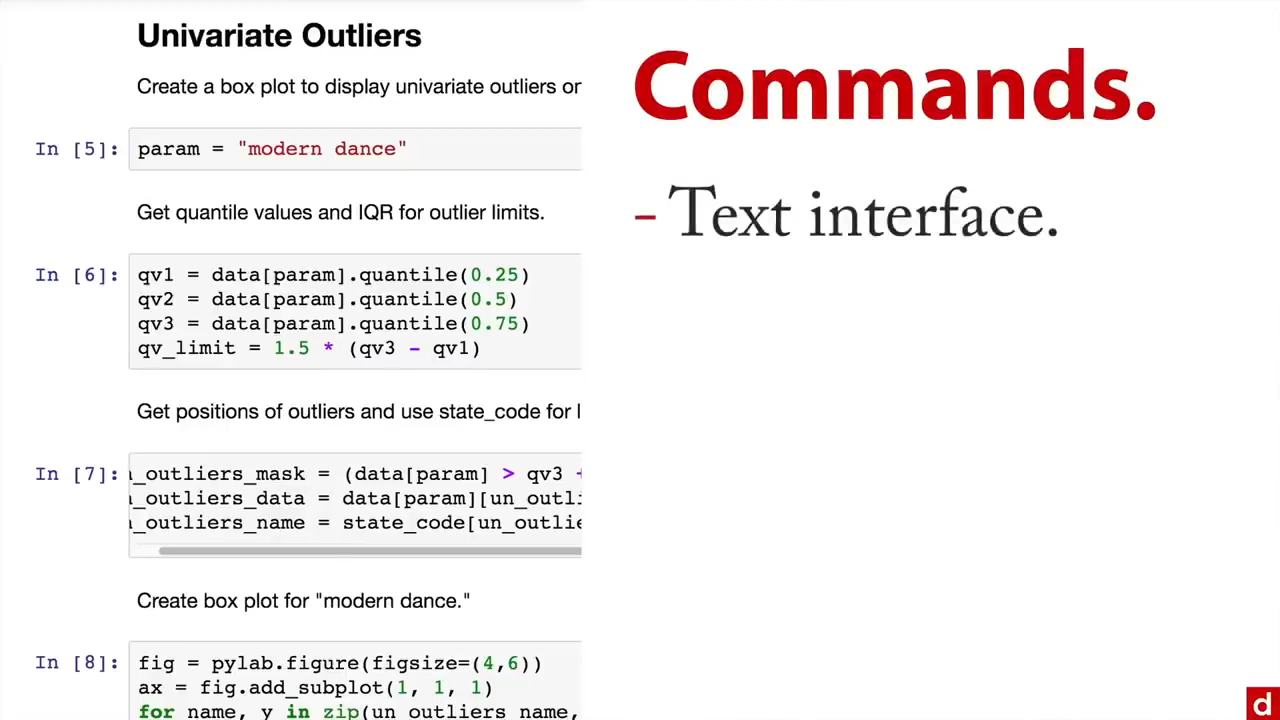 Univariate Outliers
Create a box plot to display univariate outliers or
In [5]: param = "modern dance"
Get quantile values and IQR for outlier limits.
In [6]: qv1 = data[param].quantile(0.25)
qv2 = data[param].quantile(0.5)
qv3 = data[param].quantile(0.75)
qv_limit = 1.5 * (qv3 - qv1)
Get positions of outliers and use state_code for l
In [7]: _outliers_mask = (data[param] > qv3 +
_outliers_data = data[param][un_outli
_outliers_name = state_code[un_outlie
Create box plot for "modern dance."
In [8]: fig = pylab.figure(figsize=(4,6))
ax = fig.add_subplot(1, 1, 1)
for name, y in zip(un_outliers_name,
Commands.
- Text interface.
d